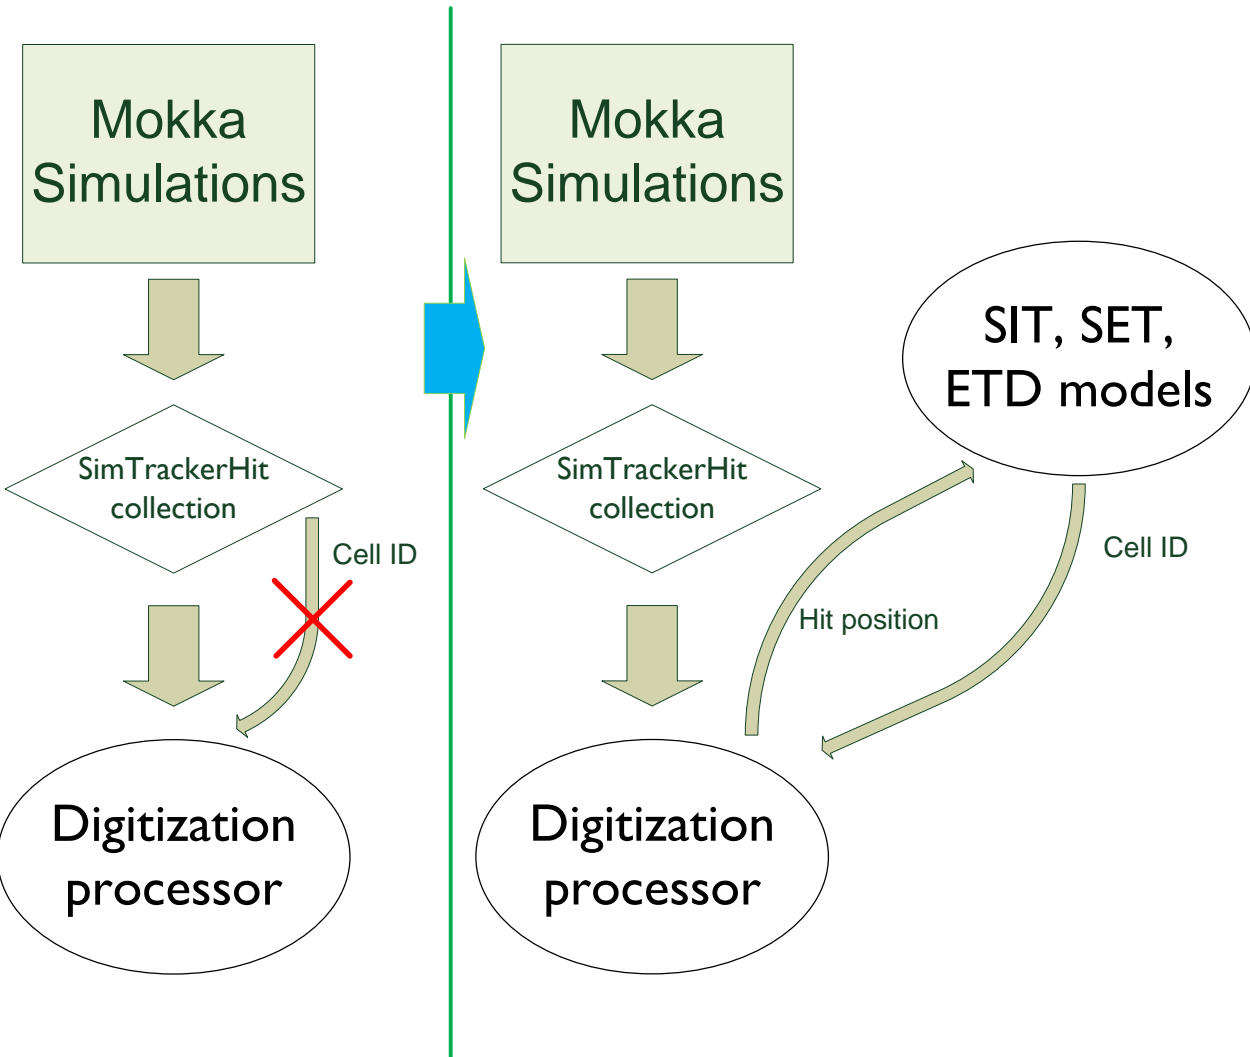 Mokka
Simulations
SimTrackerHit
collection
Cell ID
Digitization
processor
Mokka
Simulations
SimTrackerHit
collection
SIT, SET,
ETD models
Cell ID
Hit position
Digitization
processor